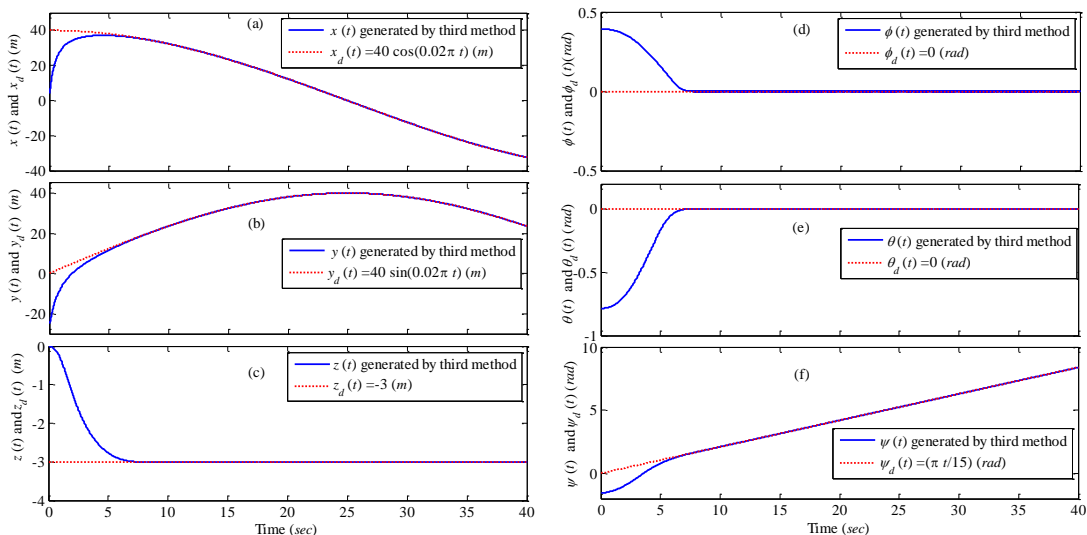 x (t) and x_d (t) (m)
40
20
0
-20
-40
(a)
x (t) generated by third method
x_d (t) =40 cos(0.02π t) (m)
y (t) and y_d (t) (m)
40
20
0
-20
(b)
y (t) generated by third method
y_d (t) =40 sin(0.02π t) (m)
z (t) and z_d (t) (m)
0
-1
-2
-3
-4
(c)
z (t) generated by third method
z_d (t) =-3 (m)
0 5 10 15 20 25 30 35 40
Time (sec)
ϕ (t) and ϕ_d (t)(rad)
0.5
0
-0.5
(d)
ϕ (t) generated by third method
ϕ_d (t) =0 (rad)
θ (t) and θ_d (t) (rad)
0
-0.5
-1
(e)
θ (t) generated by third method
θ_d (t) =0 (rad)
ψ (t) and ψ_d (t) (rad)
10
5
0
(f)
ψ (t) generated by third method
ψ_d (t) =(π t/15) (rad)
0 5 10 15 20 25 30 35 40
Time (sec)